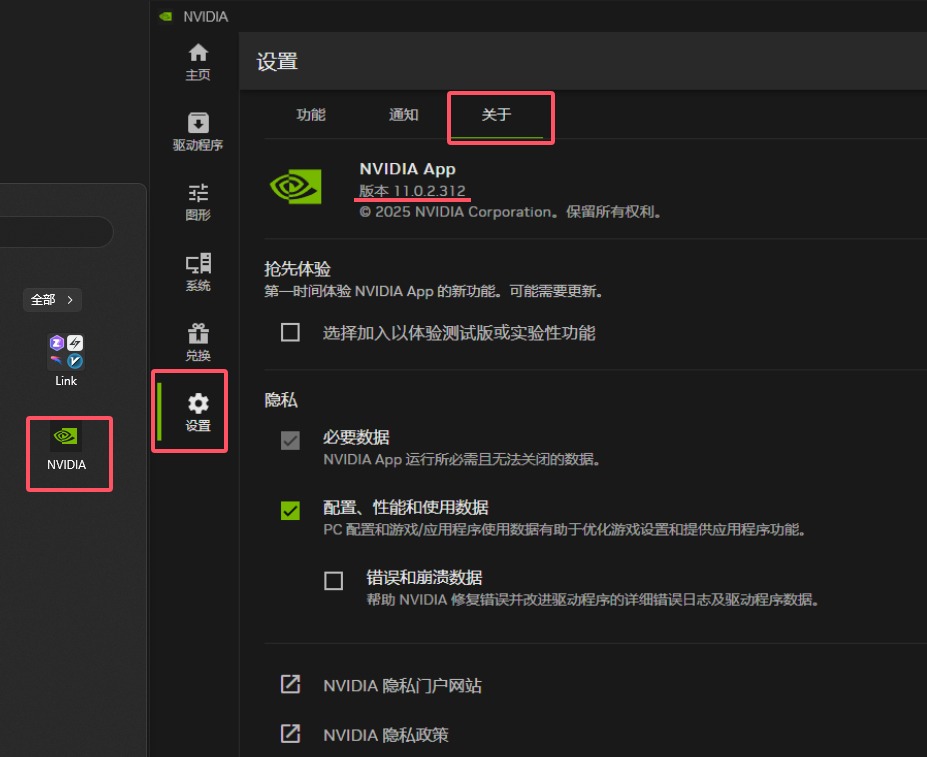 NVIDIA
主页
驱动程序
图形
系统
兑换
设置
全部 >
Link
NVIDIA
设置
功能
通知
关于
NVIDIA App
版本 11.0.2.312
© 2025 NVIDIA Corporation。保留所有权利。
抢先体验
第一时间体验 NVIDIA App 的新功能。可能需要更新。
选择加入以体验测试版或实验性功能
隐私
必要数据
NVIDIA App 运行所必需且无法关闭的数据。
配置、性能和使用数据
PC 配置和游戏/应用程序使用数据有助于优化游戏设置和提供应用程序功能。
错误和崩溃数据
帮助 NVIDIA 修复错误并改进驱动程序的详细错误日志及驱动程序数据。
NVIDIA 隐私门户网站
NVIDIA 隐私政策